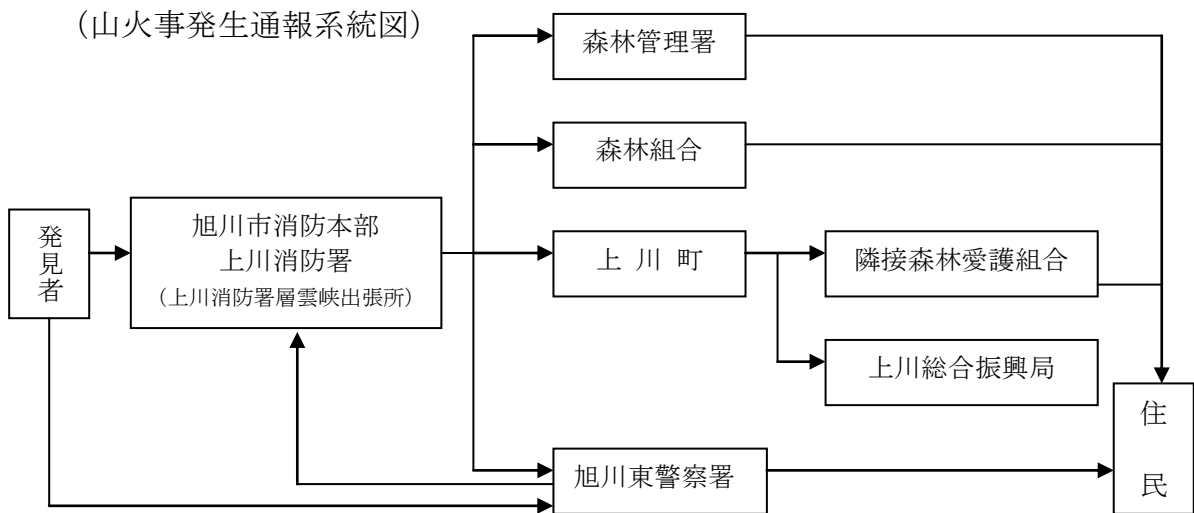 (山火事発生通報系統図)
森林管理署
森林組合
発見者
旭川市消防本部
上川消防署
(上川消防署層雲峡出張所)
上 川 町
隣接森林愛護組合
上川総合振興局
旭川東警察署
住民